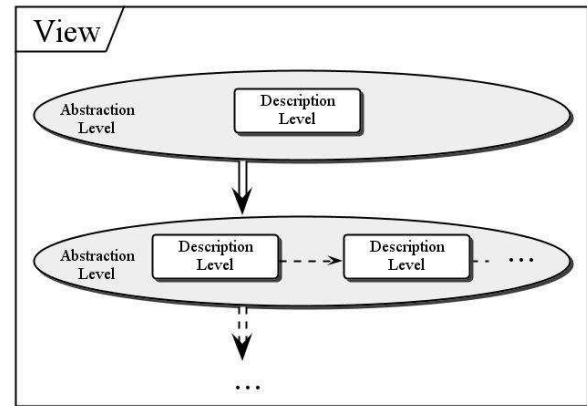 View
Abstraction
Level
Description
Level
Abstraction
Level
Description
Level
Description
Level
...
...